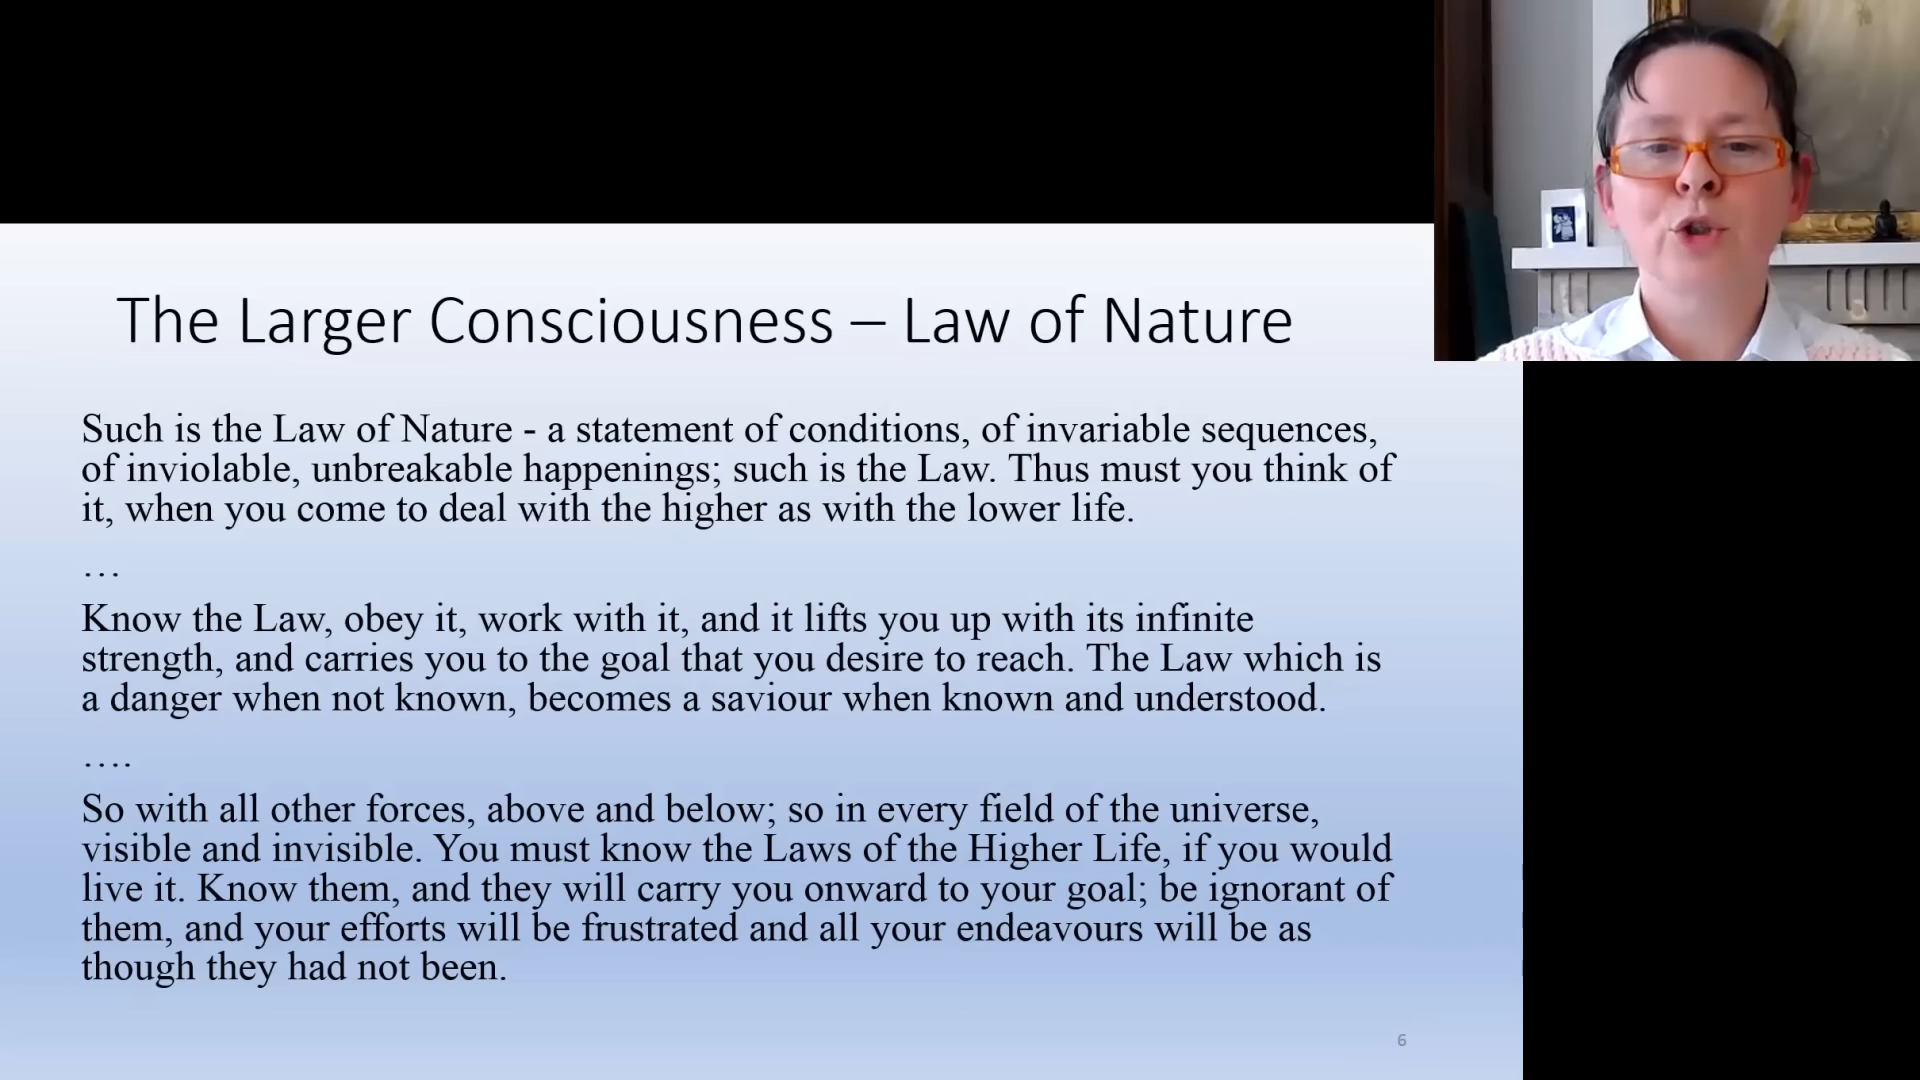 The Larger Consciousness – Law of Nature
Such is the Law of Nature - a statement of conditions, of invariable sequences,
of inviolable, unbreakable happenings; such is the Law. Thus must you think of
it, when you come to deal with the higher as with the lower life.
…
Know the Law, obey it, work with it, and it lifts you up with its infinite
strength, and carries you to the goal that you desire to reach. The Law which is
a danger when not known, becomes a saviour when known and understood.
….
So with all other forces, above and below; so in every field of the universe,
visible and invisible. You must know the Laws of the Higher Life, if you would
live it. Know them, and they will carry you onward to your goal; be ignorant of
them, and your efforts will be frustrated and all your endeavours will be as
though they had not been.
6